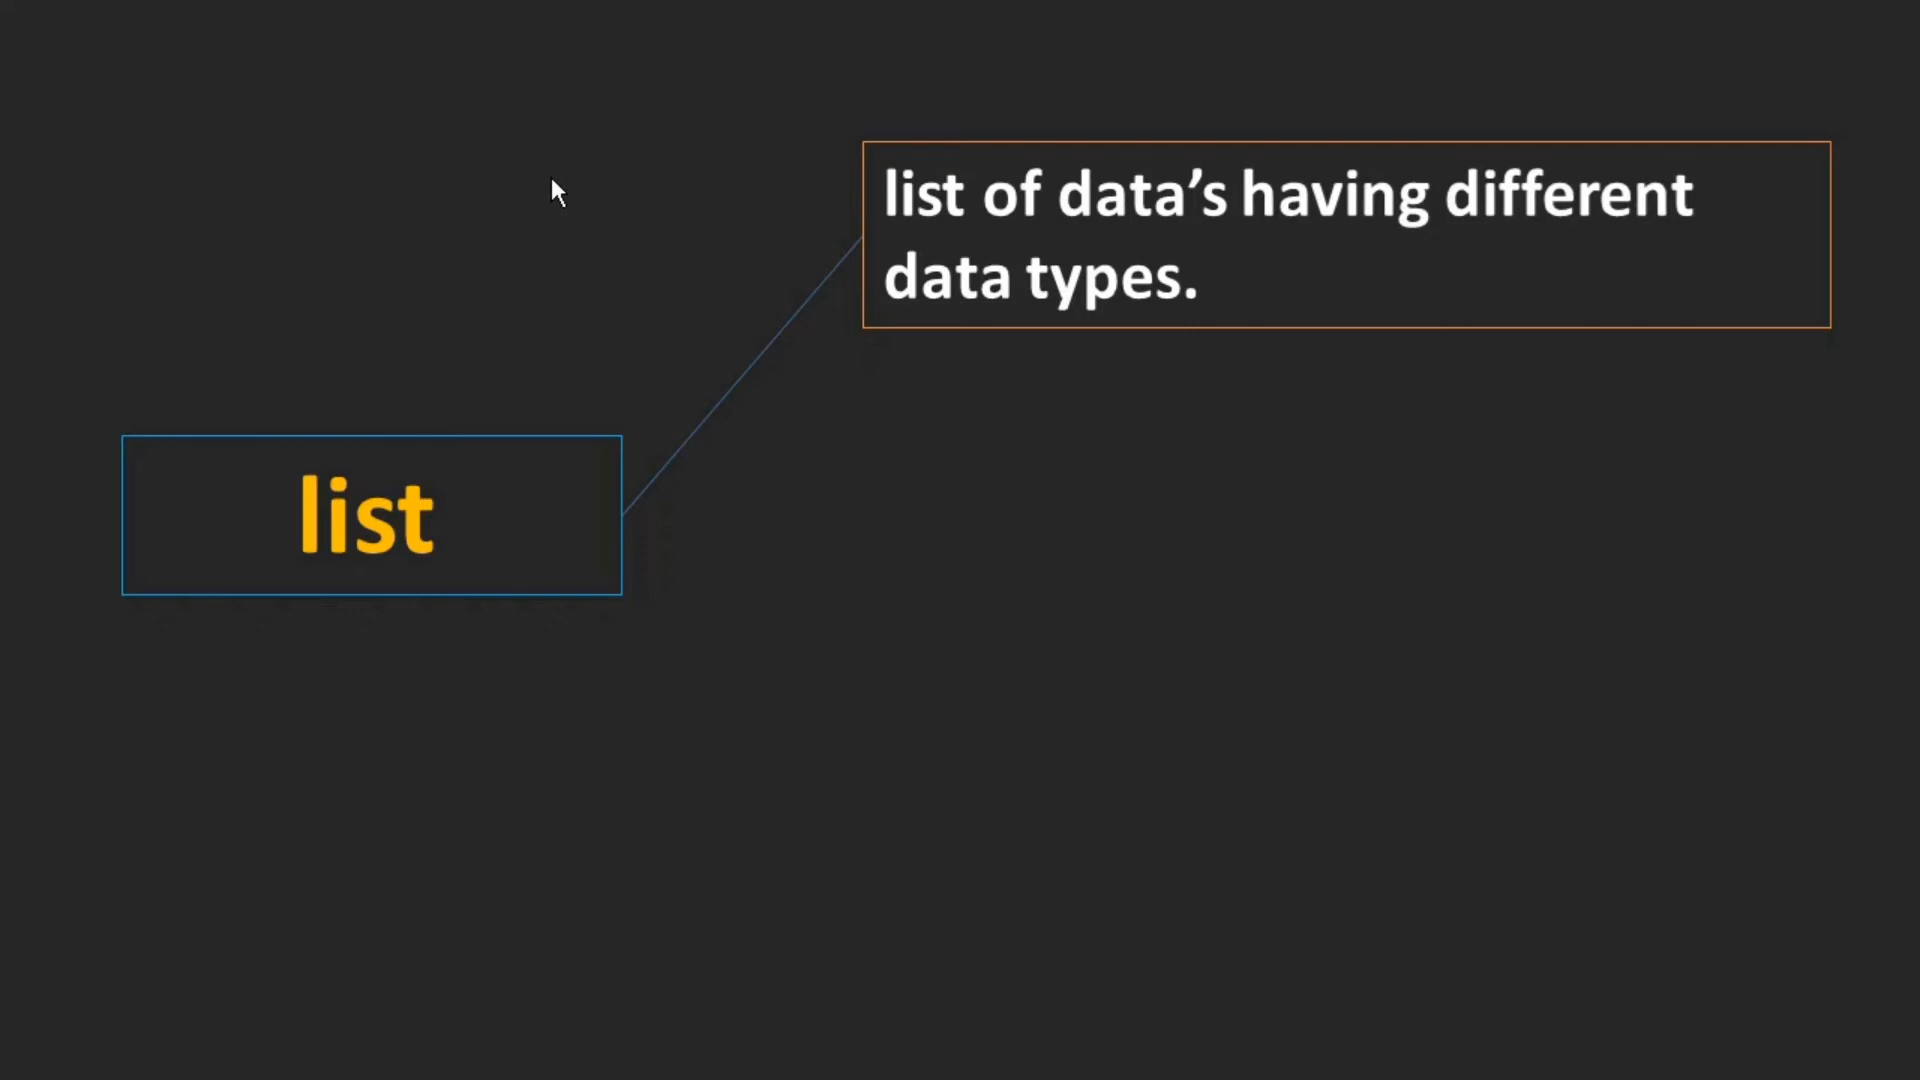 list of data’s having different
data types.
list